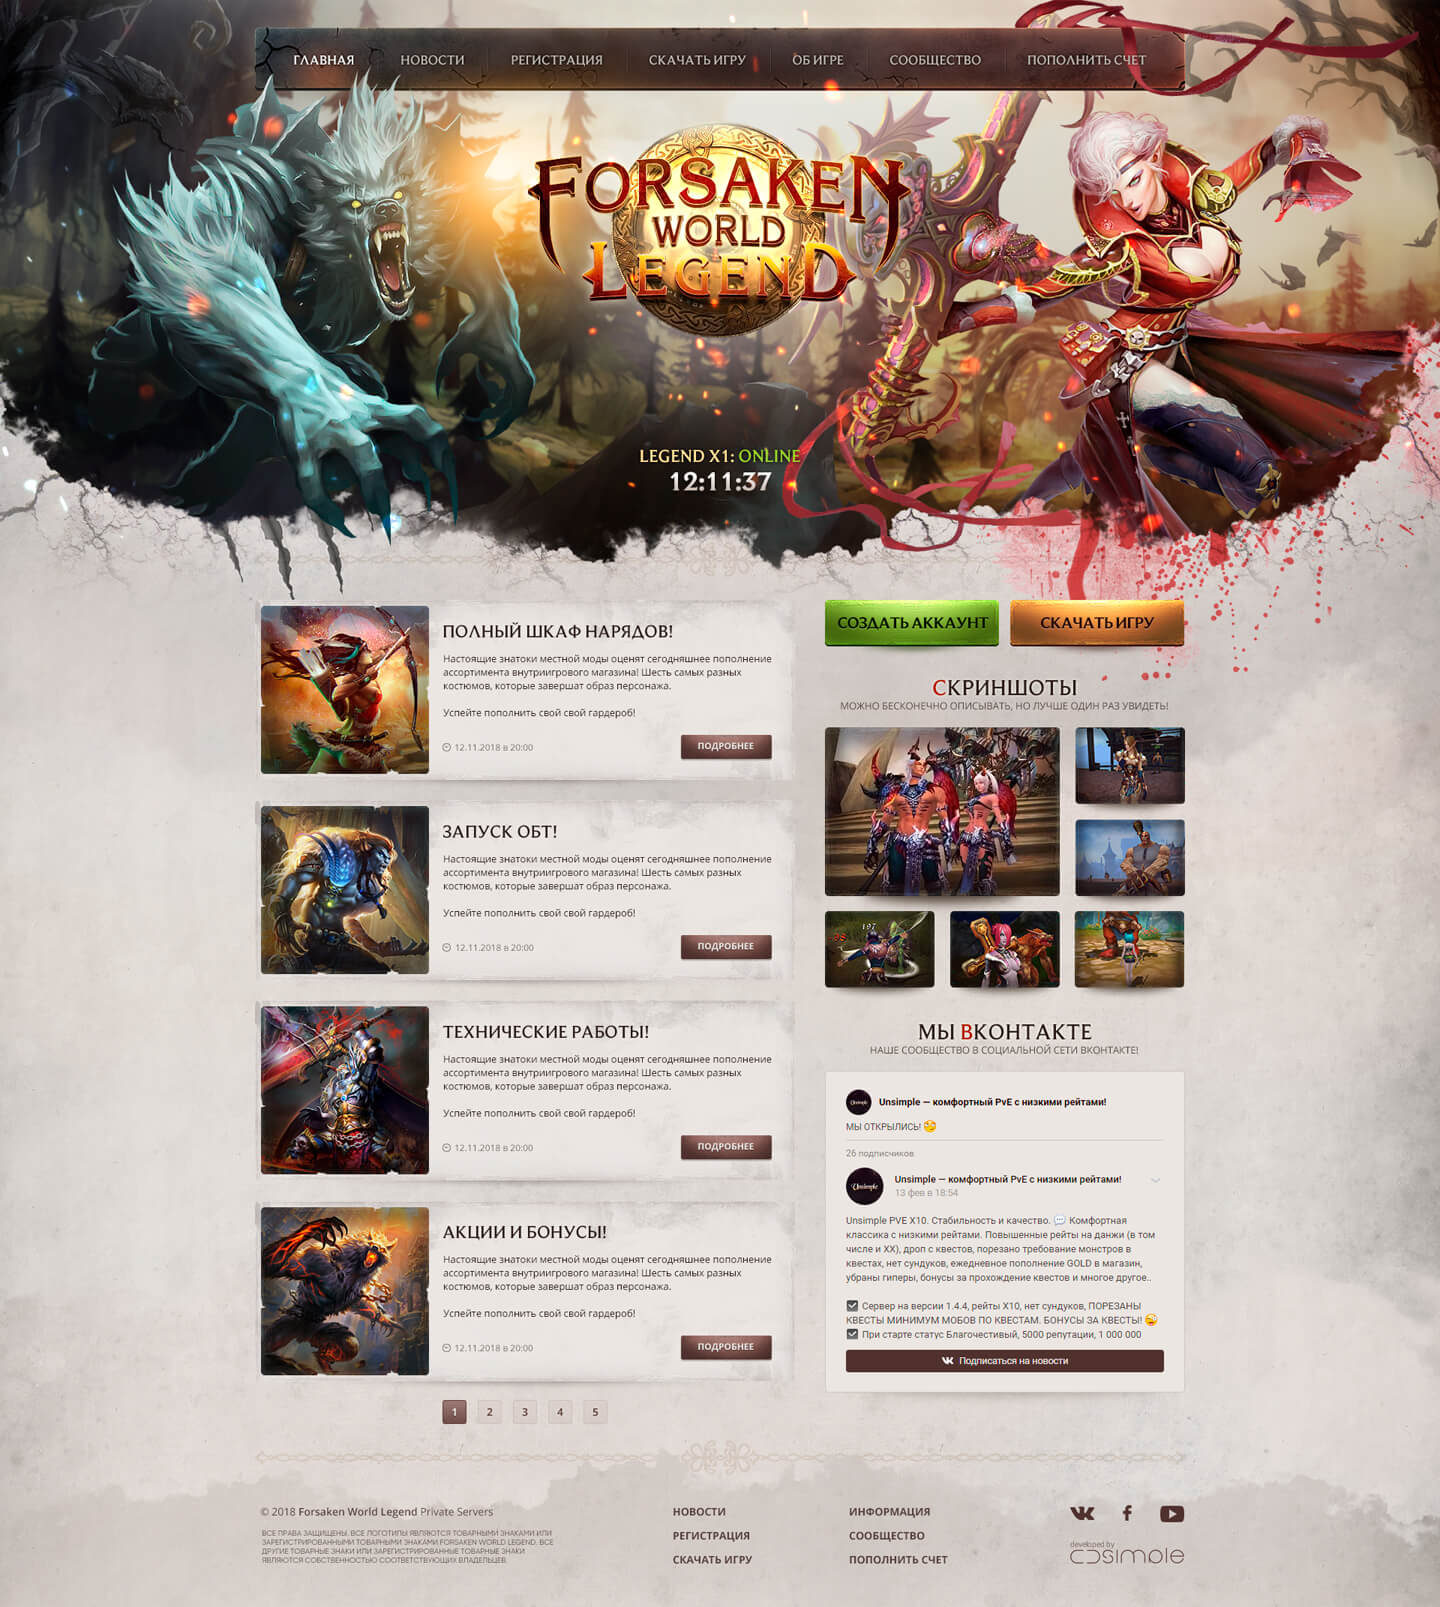 ГЛАВНАЯ
НОВОСТИ
РЕГИСТРАЦИЯ
СКАЧАТЬ ИГРУ
ОБ ИГРЕ
СООБЩЕСТВО
ПОПОЛНИТЬ СЧЕТ
FORSAKEN
WORLD
LEGEND
LEGEND X1: ONLINE
12:11:37
ПОЛНЫЙ ШКАФ НАРЯДОВ!
Настоящие знатоки местной моды оценят сегодняшнее пополнение
ассортимента внутриигрового магазина! Шесть самых разных
костюмов, которые завершат образ персонажа.
Успейте пополнить свой свой гардероб!
12.11.2018 в 20:00
ПОДРОБНЕЕ
ЗАПУСК ОБТ!
Настоящие знатоки местной моды оценят сегодняшнее пополнение
ассортимента внутриигрового магазина! Шесть самых разных
костюмов, которые завершат образ персонажа.
Успейте пополнить свой свой гардероб!
12.11.2018 в 20:00
ПОДРОБНЕЕ
ТЕХНИЧЕСКИЕ РАБОТЫ!
Настоящие знатоки местной моды оценят сегодняшнее пополнение
ассортимента внутриигрового магазина! Шесть самых разных
костюмов, которые завершат образ персонажа.
Успейте пополнить свой свой гардероб!
12.11.2018 в 20:00
ПОДРОБНЕЕ
АКЦИИ И БОНУСЫ!
Настоящие знатоки местной моды оценят сегодняшнее пополнение
ассортимента внутриигрового магазина! Шесть самых разных
костюмов, которые завершат образ персонажа.
Успейте пополнить свой свой гардероб!
12.11.2018 в 20:00
ПОДРОБНЕЕ
1 2 3 4 5
СОЗДАТЬ АККАУНТ
СКАЧАТЬ ИГРУ
СКРИНШОТЫ
МОЖНО БЕСКОНЕЧНО ОПИСЫВАТЬ, НО ЛУЧШЕ ОДИН РАЗ УВИДЕТЬ!
197
МЫ ВКОНТАКТЕ
НАШЕ СООБЩЕСТВО В СОЦИАЛЬНОЙ СЕТИ ВКОНТАКТЕ!
Unsimple
Unsimple — комфортный PvE с низкими рейтами!
МЫ ОТКРЫЛИСЬ!
26 подписчиков
Unsimple
Unsimple — комфортный PvE с низкими рейтами!
13 фев в 18:54
Unsimple PVE X10. Стабильность и качество. 💬 Комфортная
классика с низкими рейтами. Повышенные рейты на данжи (в том
числе и ХХ), дроп с квестов, порезано требование монстров в
квестах, нет сундуков, ежедневное пополнение GOLD в магазин,
убраны гиперы, бонусы за прохождение квестов и многое другое..
Сервер на версии 1.4.4, рейты Х10, нет сундуков, ПОРЕЗАНЫ
КВЕСТЫ МИНИМУМ МОБОВ ПО КВЕСТАМ. БОНУСЫ ЗА КВЕСТЫ!
При старте статус Благочестивый, 5000 репутации, 1 000 000
Подписаться на новости
© 2018 Forsaken World Legend Private Servers
ВСЕ ПРАВА ЗАЩИЩЕНЫ. ВСЕ ЛОГОТИПЫ ЯВЛЯЮТСЯ ТОВАРНЫМИ ЗНАКАМИ ИЛИ
ЗАРЕГИСТРИРОВАННЫМИ ТОВАРНЫМИ ЗНАКАМИ FORSAKEN WORLD LEGEND. ВСЕ
ДРУГИЕ ТОВАРНЫЕ ЗНАКИ ИЛИ ЗАРЕГИСТРИРОВАННЫЕ ТОВАРНЫЕ ЗНАКИ
ЯВЛЯЮТСЯ СОБСТВЕННОСТЬЮ СООТВЕТСТВУЮЩИХ ВЛАДЕЛЬЦЕВ.
НОВОСТИ
РЕГИСТРАЦИЯ
СКАЧАТЬ ИГРУ
ИНФОРМАЦИЯ
СООБЩЕСТВО
ПОПОЛНИТЬ СЧЕТ
developed by
simple